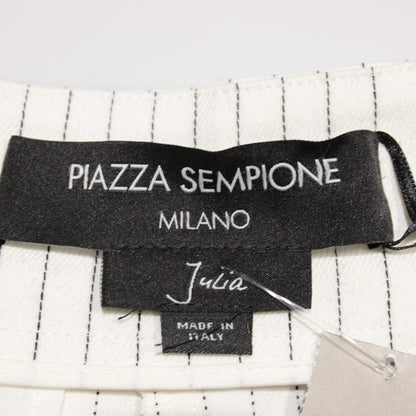 PIAZZA SEMPIONE
MILANO
Julia
MADE IN
ITALY